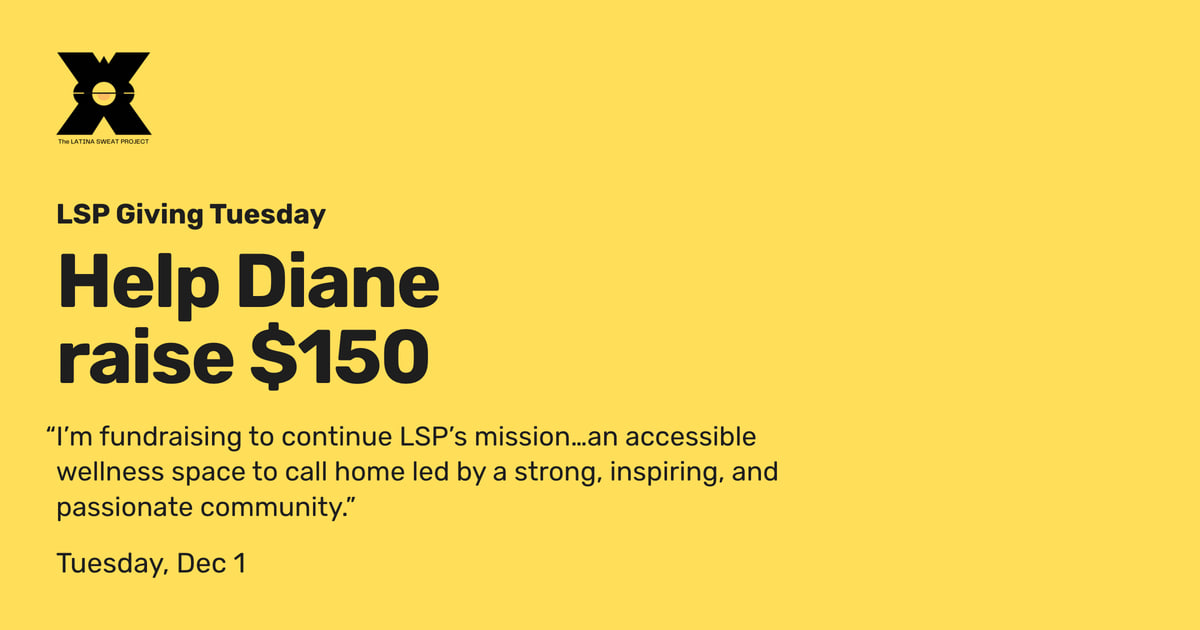 The LATINA SWEAT PROJECT
LSP Giving Tuesday
Help Diane
raise $150
“I’m fundraising to continue LSP’s mission…an accessible
wellness space to call home led by a strong, inspiring, and
passionate community.”
Tuesday, Dec 1